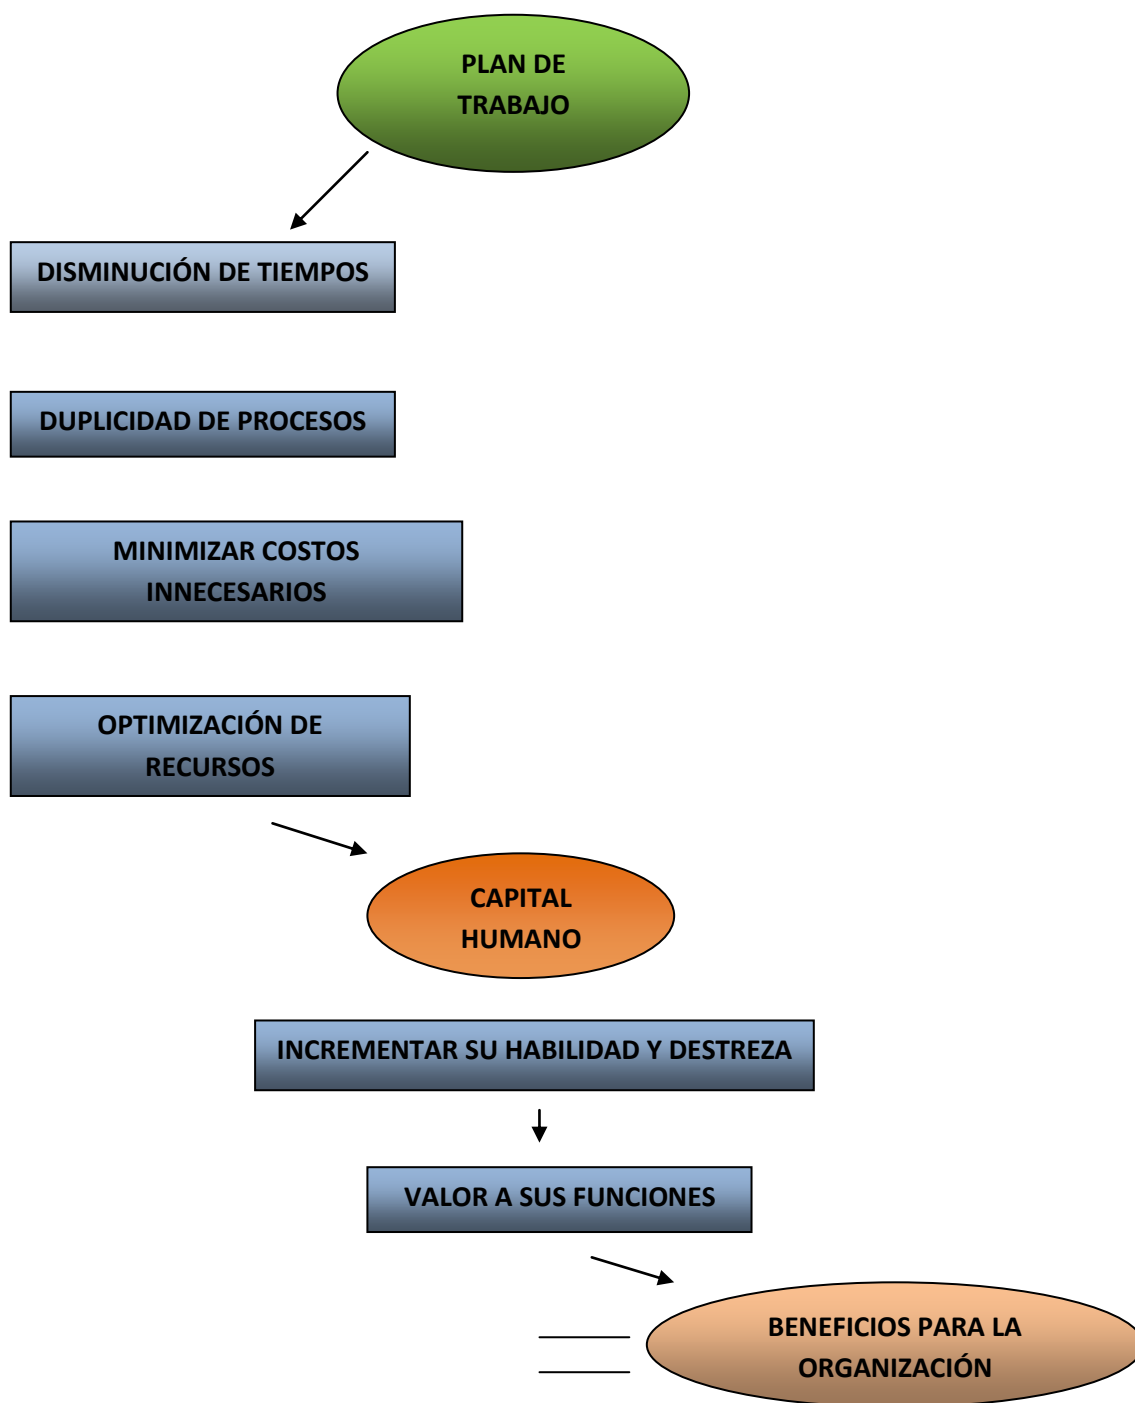 PLAN DE
TRABAJO
DISMINUCIÓN DE TIEMPOS
DUPLICIDAD DE PROCESOS
MINIMIZAR COSTOS
INNECESARIOS
OPTIMIZACIÓN DE
RECURSOS
CAPITAL
HUMANO
INCREMENTAR SU HABILIDAD Y DESTREZA
VALOR A SUS FUNCIONES
BENEFICIOS PARA LA
ORGANIZACIÓN